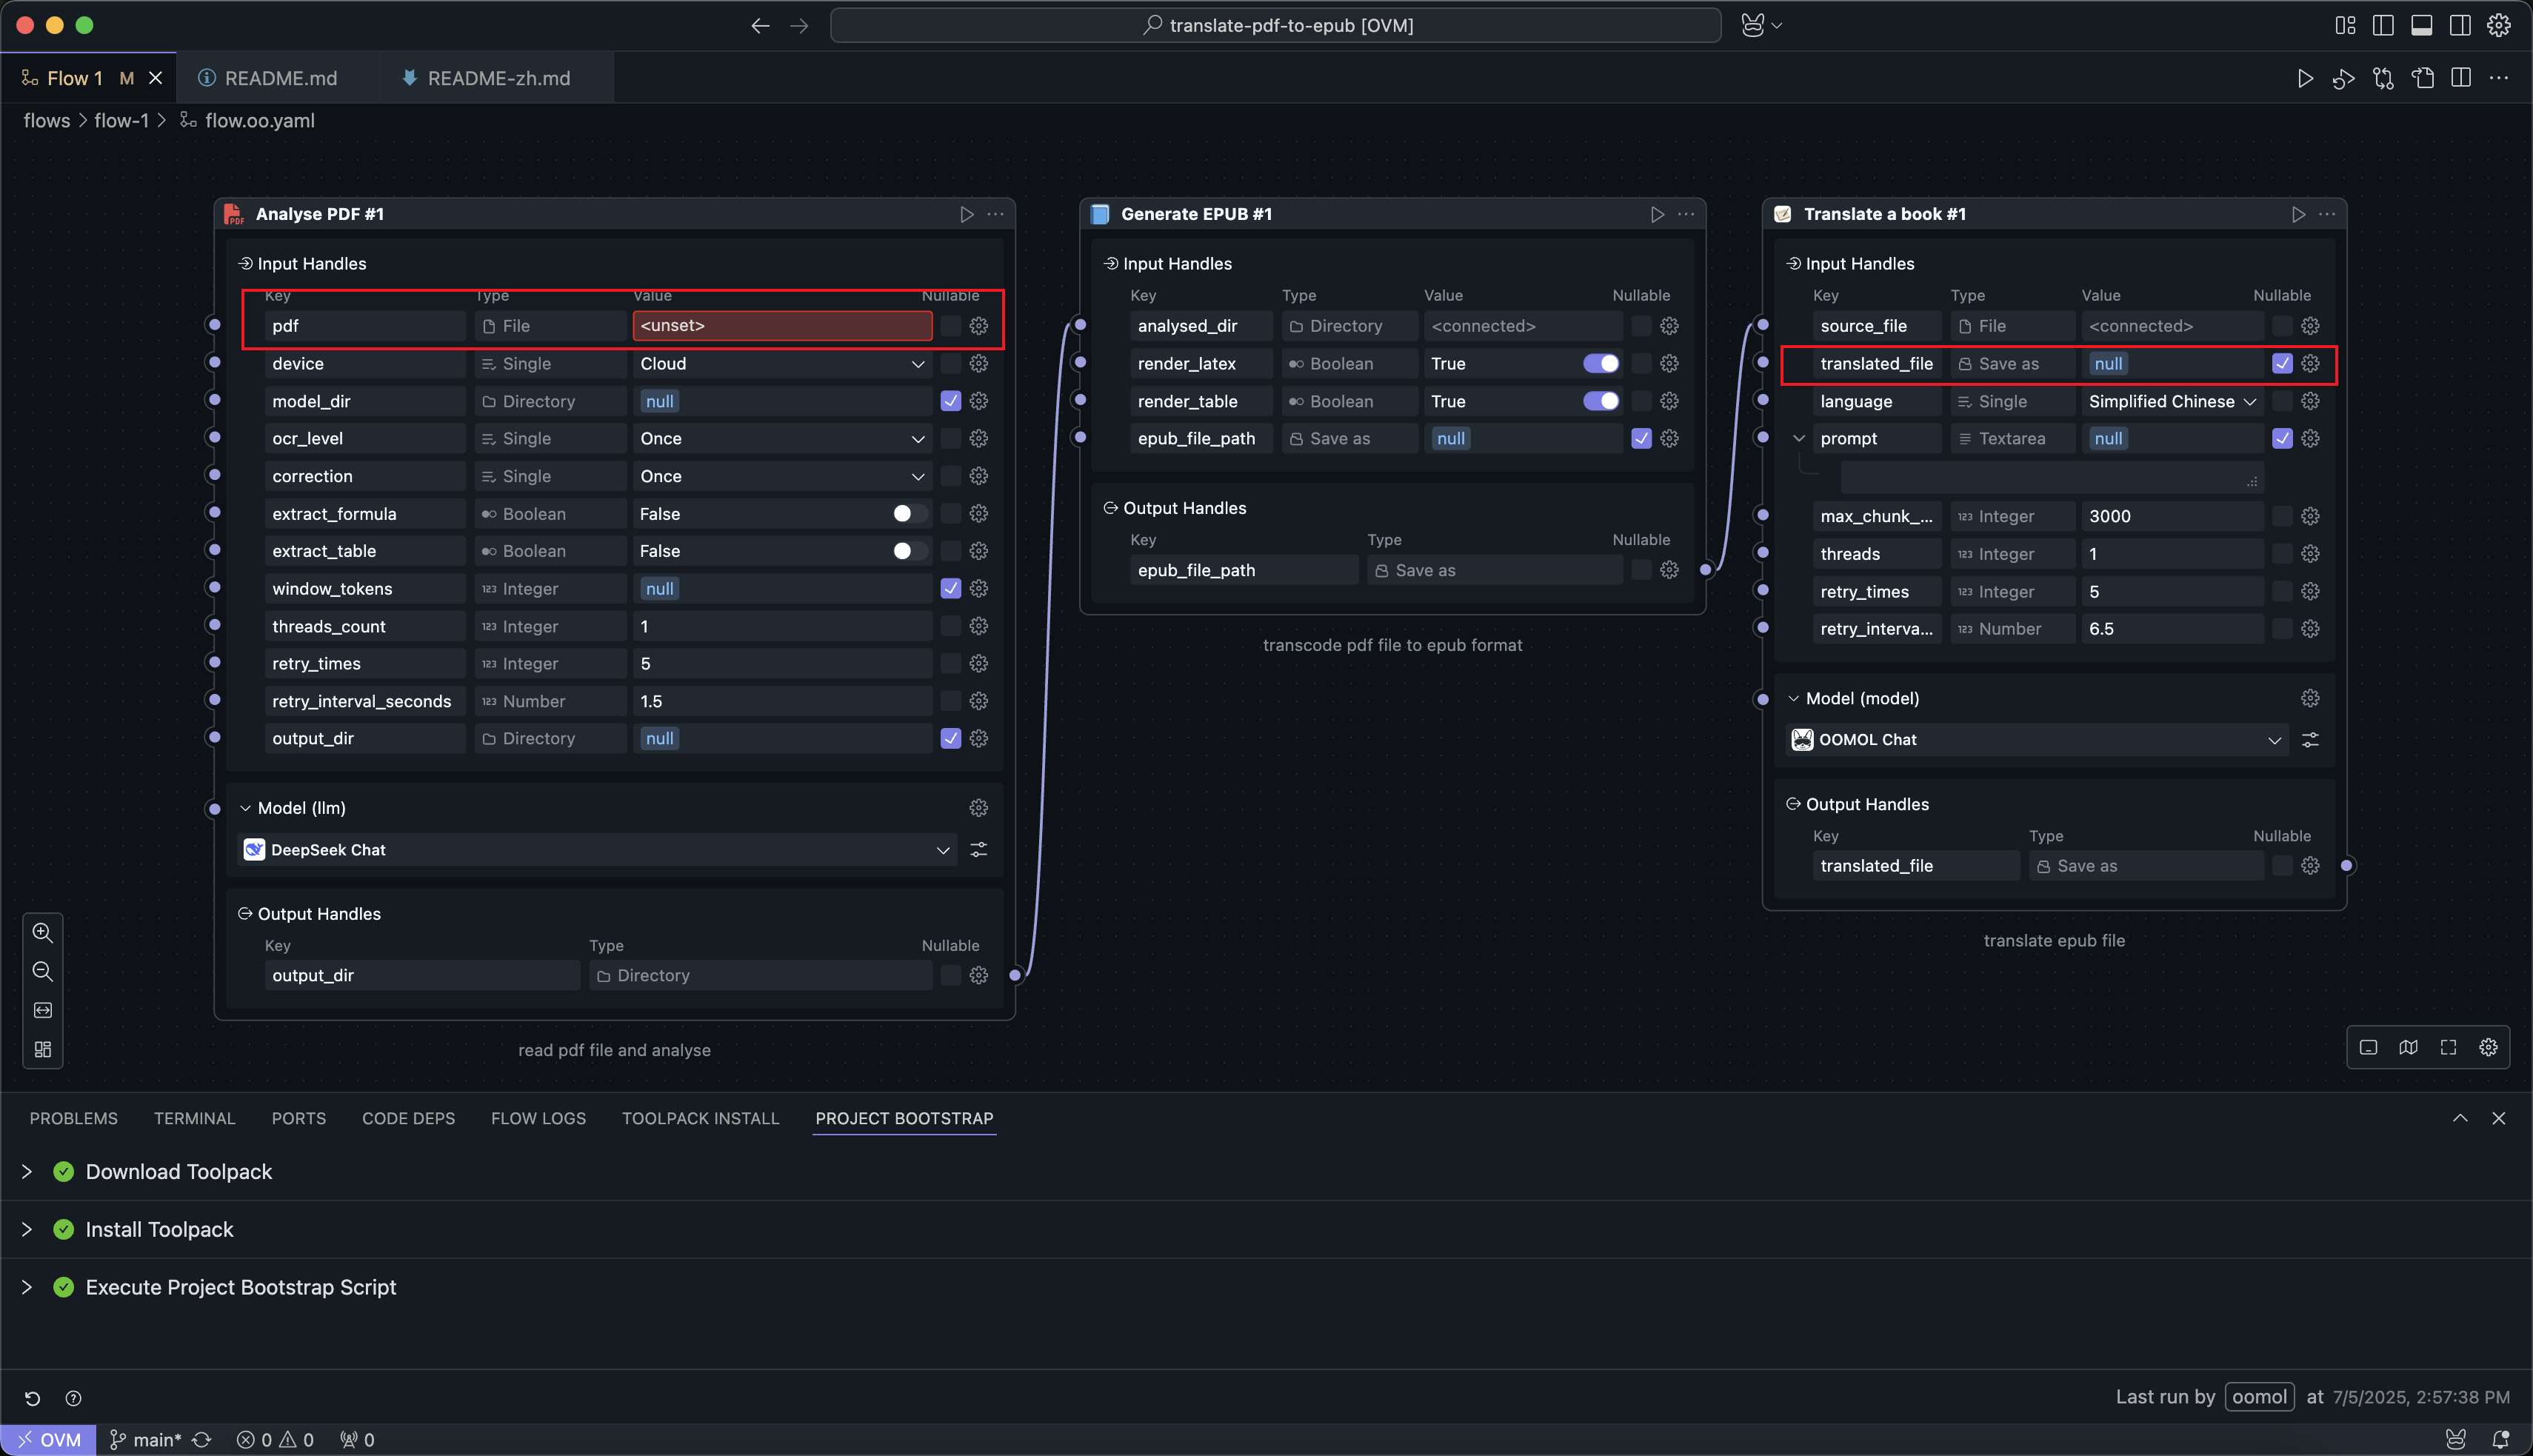 translate-pdf-to-epub [OVM]
Flow 1 M
README.md
README-zh.md
flows > flow-1 > flow.oo.yaml
PDF
Analyse PDF #1
Input Handles
Key Type Value Nullable
pdf File <unset>
device Single Cloud
model_dir Directory null
ocr_level Single Once
correction Single Once
extract_formula Boolean False
extract_table Boolean False
window_tokens 123 Integer null
threads_count 123 Integer 1
retry_times 123 Integer 5
retry_interval_seconds 123 Number 1.5
output_dir Directory null
Model (llm)
DeepSeek Chat
Output Handles
Key Type Nullable
output_dir Directory
read pdf file and analyse
Generate EPUB #1
Input Handles
Key Type Value Nullable
analysed_dir Directory <connected>
render_latex Boolean True
render_table Boolean True
epub_file_path Save as null
Output Handles
Key Type Nullable
epub_file_path Save as
transcode pdf file to epub format
Translate a book #1
Input Handles
Key Type Value Nullable
source_file File <connected>
translated_file Save as null
language Single Simplified Chinese
prompt Textarea null
max_chunk_... 123 Integer 3000
threads 123 Integer 1
retry_times 123 Integer 5
retry_interva... 123 Number 6.5
Model (model)
OOMOL Chat
Output Handles
Key Type Nullable
translated_file Save as
translate epub file
PROBLEMS TERMINAL PORTS CODE DEPS FLOW LOGS TOOLPACK INSTALL PROJECT BOOTSTRAP
Download Toolpack
Install Toolpack
Execute Project Bootstrap Script
Last run by oomol at 7/5/2025, 2:57:38 PM
OVM main* 0 0 0